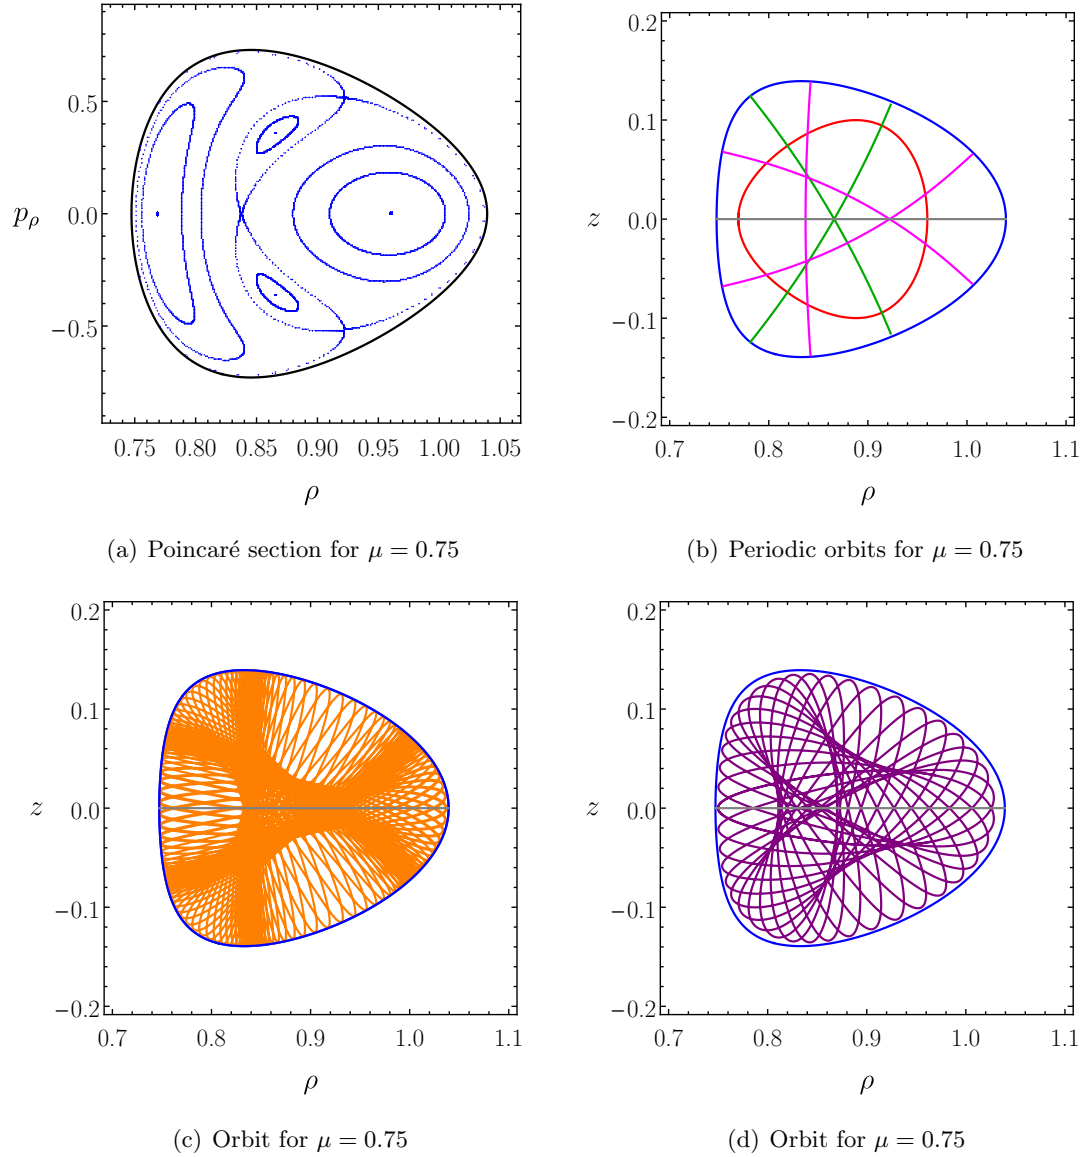 0.5
0.0
−0.5
pρ
0.75 0.80 0.85 0.90 0.95 1.00 1.05
ρ
(a) Poincaré section for μ = 0.75
0.2
0.1
0.0
−0.1
−0.2
z
0.7 0.8 0.9 1.0 1.1
ρ
(b) Periodic orbits for μ = 0.75
0.2
0.1
0.0
−0.1
−0.2
z
0.7 0.8 0.9 1.0 1.1
ρ
(c) Orbit for μ = 0.75
0.2
0.1
0.0
−0.1
−0.2
z
0.7 0.8 0.9 1.0 1.1
ρ
(d) Orbit for μ = 0.75